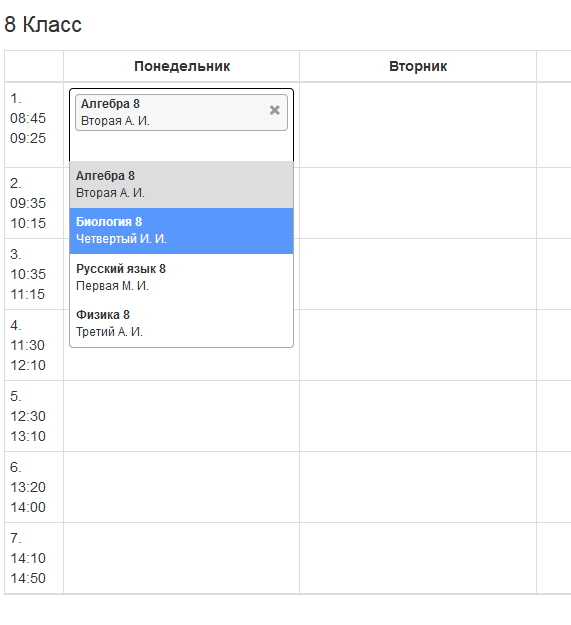 8 Класс
Понедельник
Вторник
1.
08:45
09:25
Алгебра 8
Вторая А. И.
×
Алгебра 8
Вторая А. И.
Биология 8
Четвертый И. И.
Русский язык 8
Первая М. И.
Физика 8
Третий А. И.
2.
09:35
10:15
3.
10:35
11:15
4.
11:30
12:10
5.
12:30
13:10
6.
13:20
14:00
7.
14:10
14:50